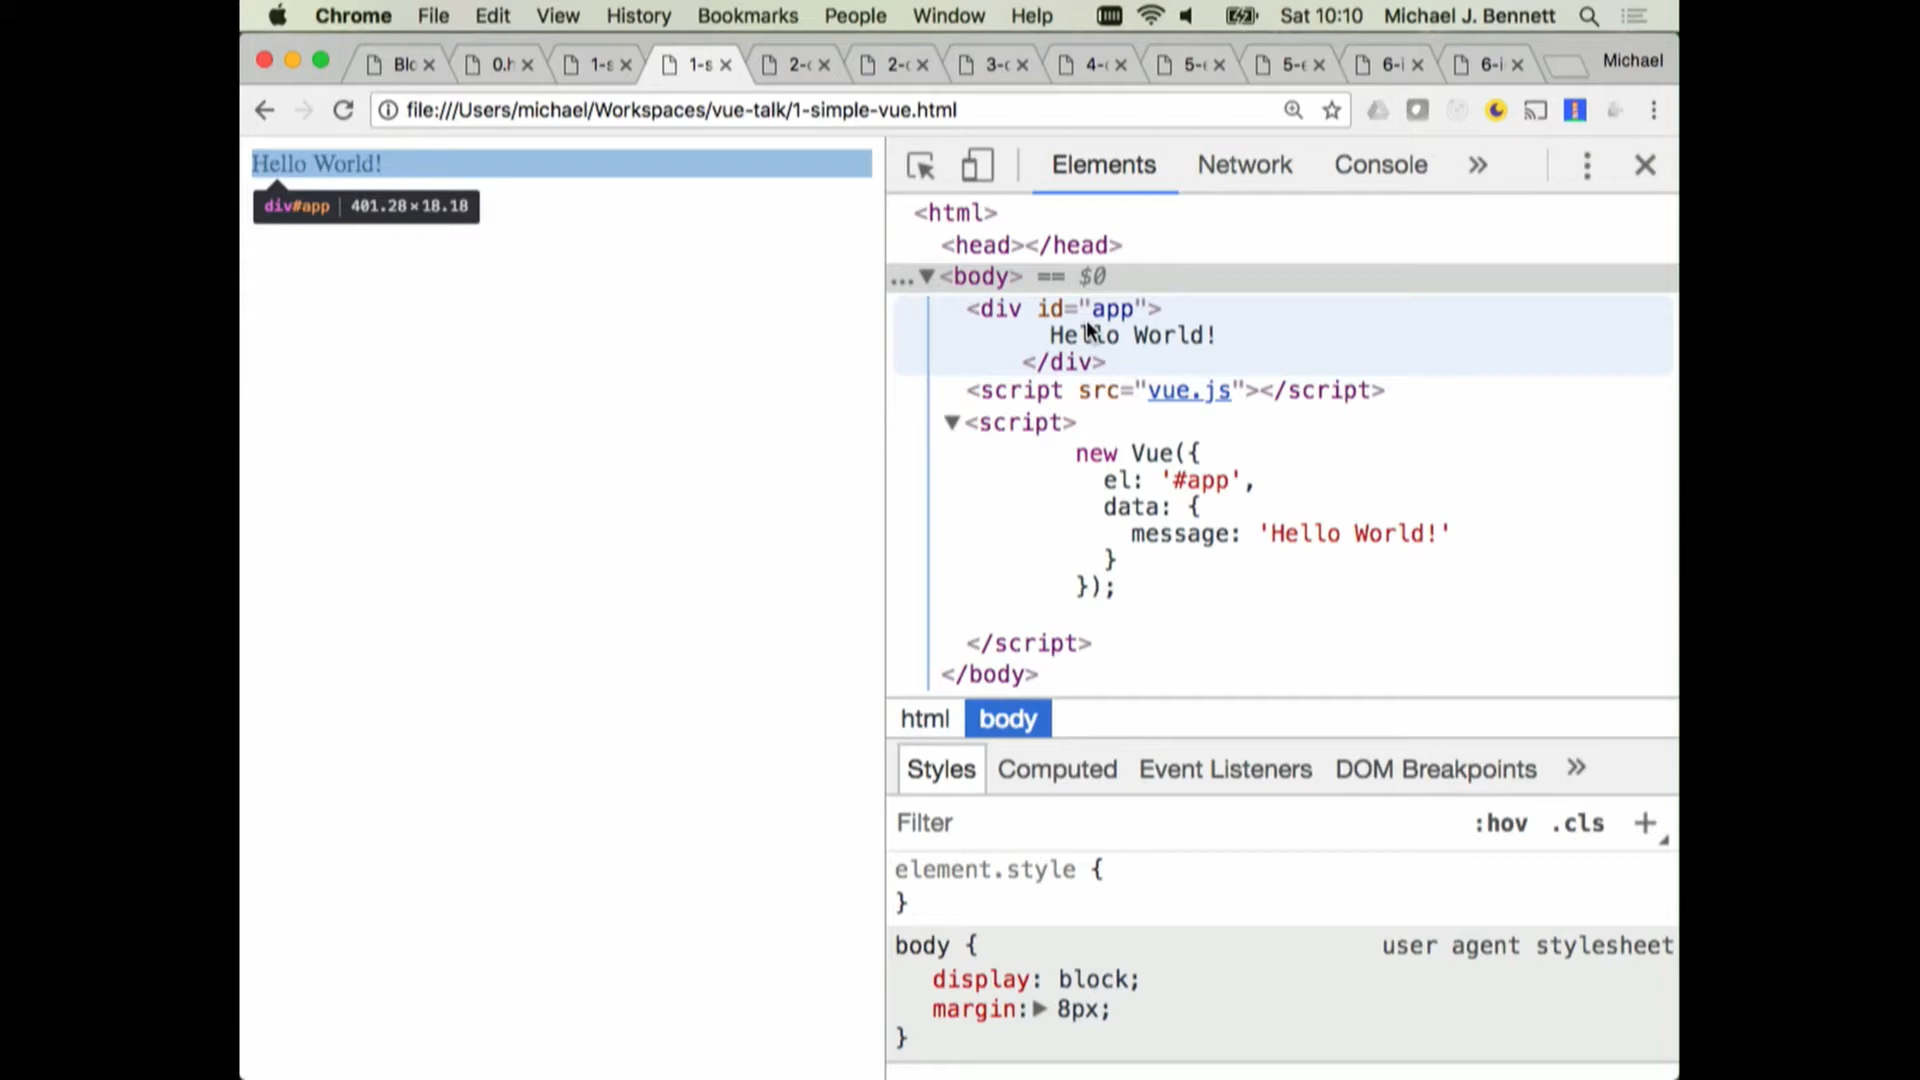 Chrome File Edit View History Bookmarks People Window Help Sat 10:10 Michael J. Bennett
Blc 0.h 1-s 1-s 2-c 2-c 3-c 4-c 5-c 5-e 6-i 6-i Michael
file:///Users/michael/Workspaces/vue-talk/1-simple-vue.html
Hello World!
div#app 401.28×18.18
Elements Network Console »
<html>
<head></head>
…▼<body> == $0
<div id="app">
Hello World!
</div>
<script src="vue.js"></script>
▼<script>
new Vue({
el: '#app',
data: {
message: 'Hello World!'
}
});
</script>
</body>
html body
Styles Computed Event Listeners DOM Breakpoints »
Filter :hov .cls +
element.style {
}
body { user agent stylesheet
display: block;
margin:▶ 8px;
}